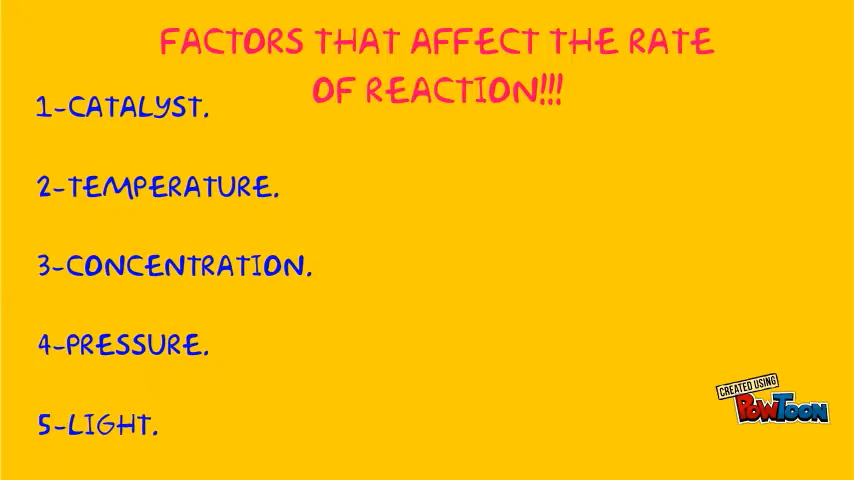 FACTORS THAT AFFECT THE RATE
OF REACTION!!!
1-CATALYST.
2-TEMPERATURE.
3-CONCENTRATION.
4-PRESSURE.
5-LIGHT.
CREATED USING
POWTOON